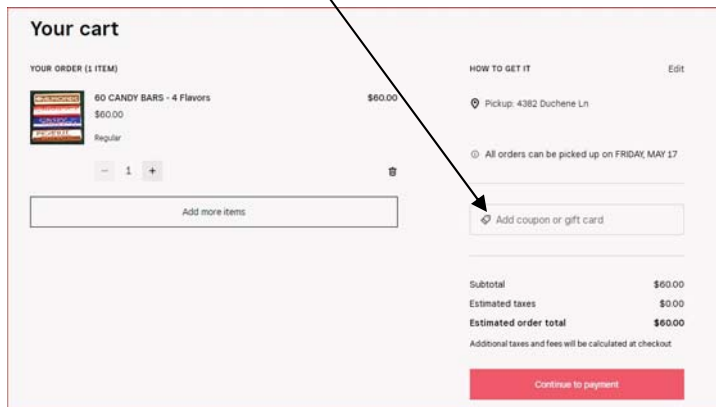 Your cart
YOUR ORDER (1 ITEM)
60 CANDY BARS - 4 Flavors
$60.00
$60.00
Regular
1
Add more items
HOW TO GET IT
Edit
Pickup: 4382 Duchene Ln
All orders can be picked up on FRIDAY, MAY 17
Add coupon or gift card
Subtotal $60.00
Estimated taxes $0.00
Estimated order total $60.00
Additional taxes and fees will be calculated at checkout
Continue to payment